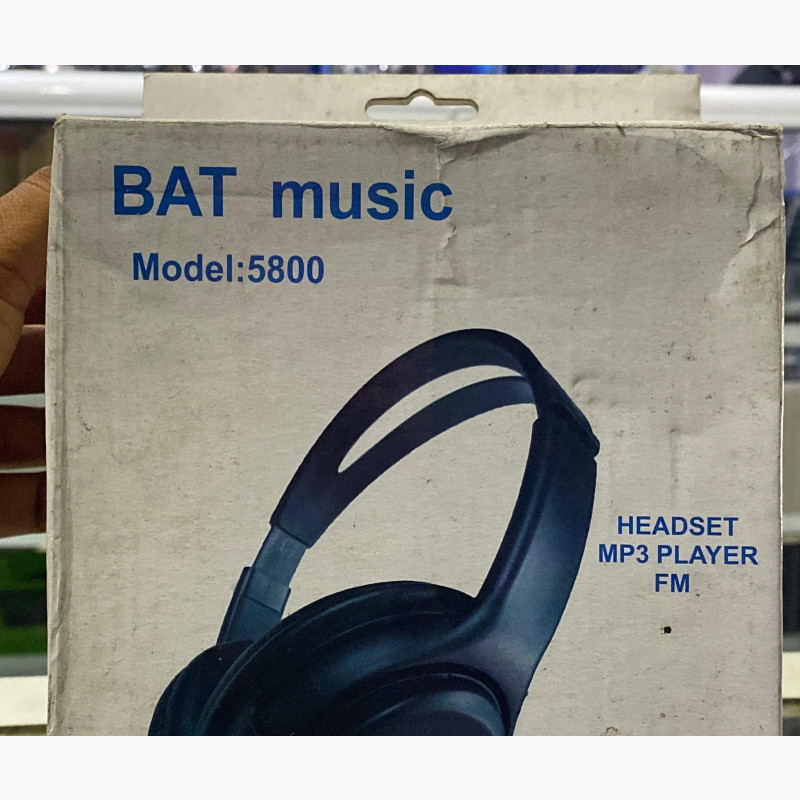 BAT music
Model:5800
HEADSET
MP3 PLAYER
FM